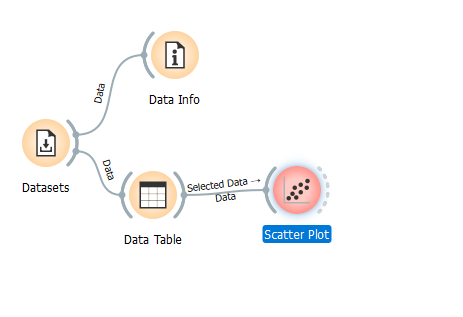 Data
Data Info
Datasets
Data
Selected Data →
Data
Data Table
Scatter Plot